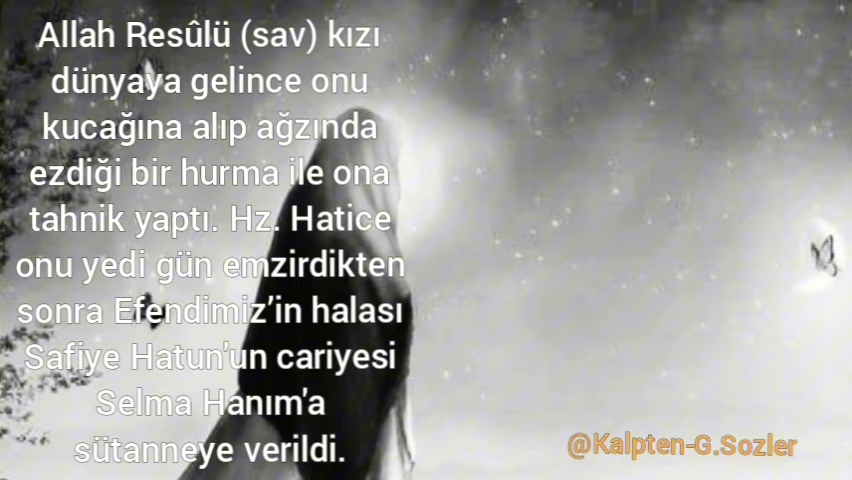 Allah Resûlü (sav) kızı
dünyaya gelince onu
kucağına alıp ağzında
ezdiği bir hurma ile ona
tahnik yaptı. Hz. Hatice
onu yedi gün emzirdikten
sonra Efendimiz'in halası
Safiye Hatun'un cariyesi
Selma Hanım'a
sütanneye verildi.
@Kalpten-G.Sozler